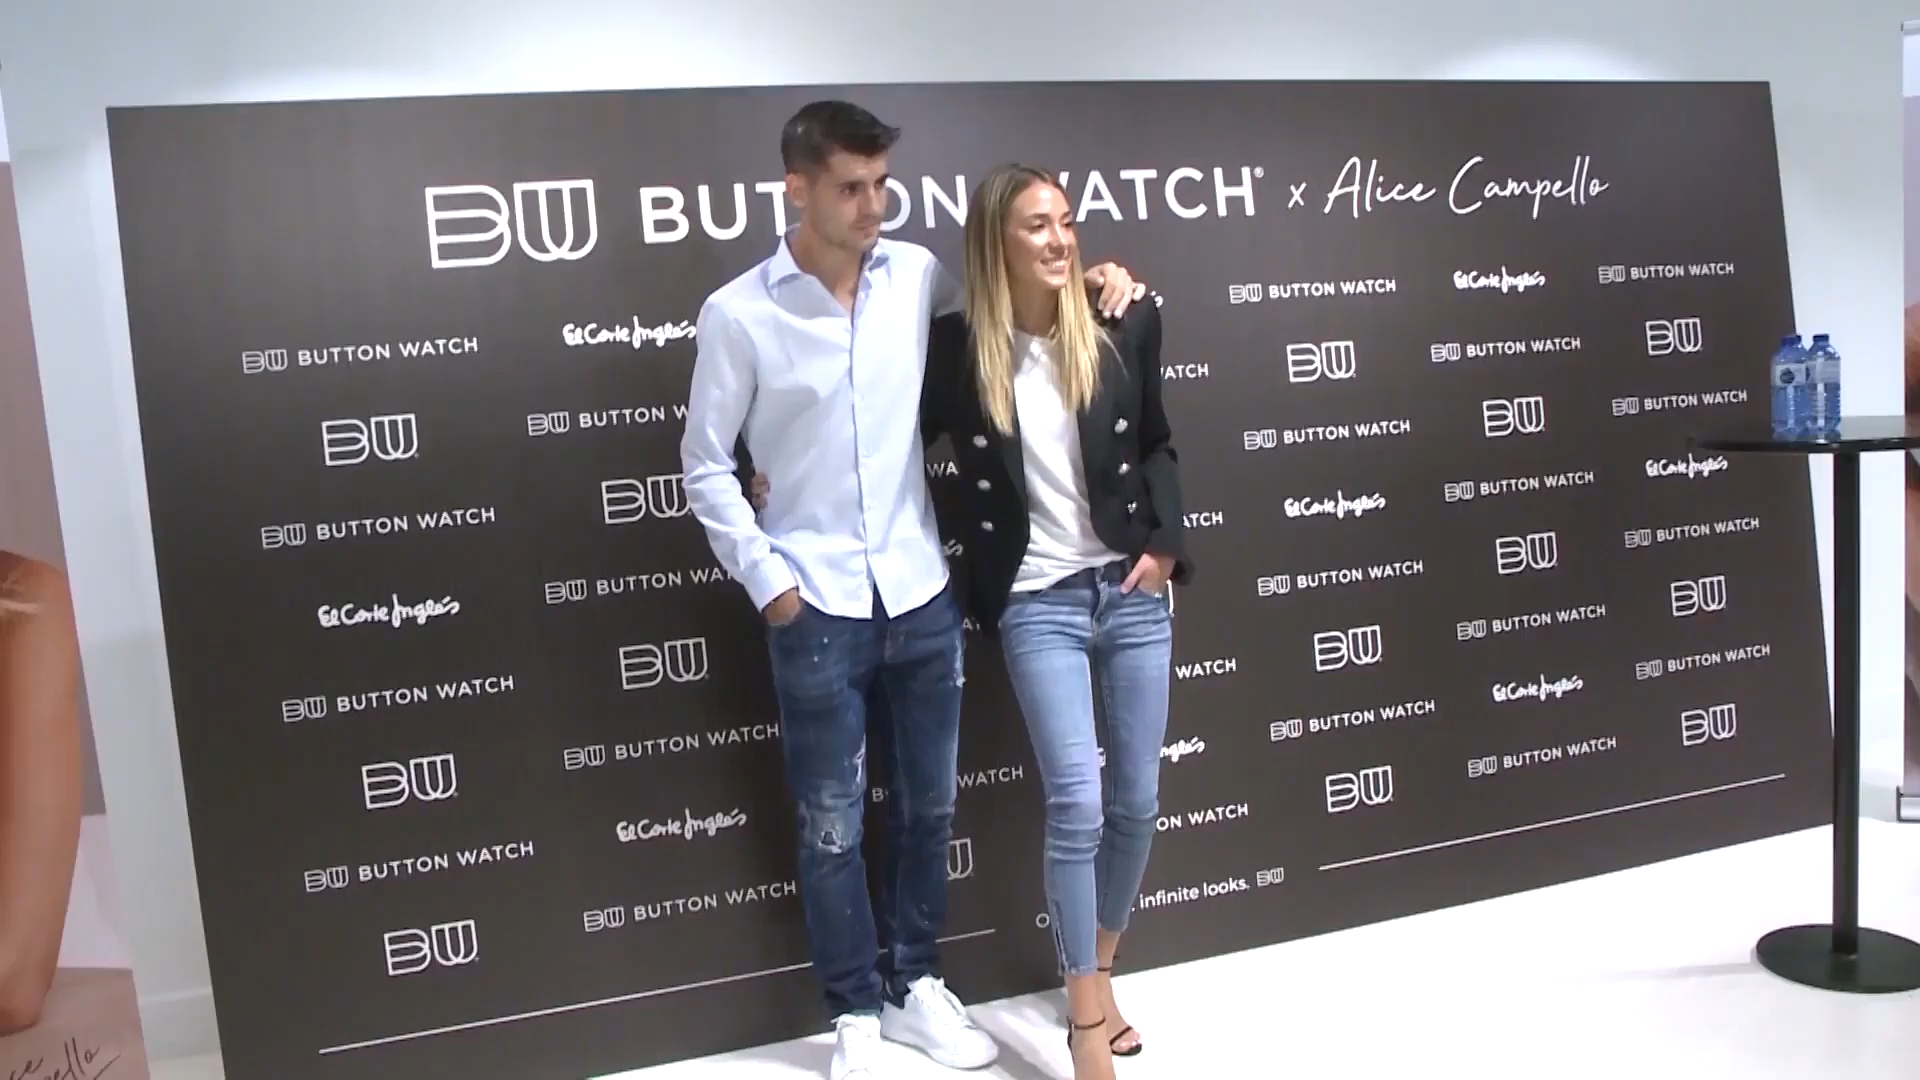 BW BUTTON WATCH® x Alice Campello
BW BUTTON WATCH El Corte Inglés BW BUTTON WATCH El Corte Inglés BW BUTTON WATCH
BW BW BUTTON WATCH BW BW BUTTON WATCH BW
BW BUTTON WATCH BW BW BUTTON WATCH BW BW BUTTON WATCH
El Corte Inglés BW BUTTON El Corte Inglés BW BUTTON WATCH El Corte Inglés
BW BUTTON WATCH BW WATCH BW BUTTON WATCH BW BW BUTTON WATCH
BW BW BUTTON WATCH BW BW BUTTON WATCH BW
BW BUTTON WATCH El Corte Inglés WATCH BW BUTTON WATCH El Corte Inglés BW BUTTON WATCH
BW BW BUTTON WATCH BW BW BUTTON WATCH BW
infinite looks. BW